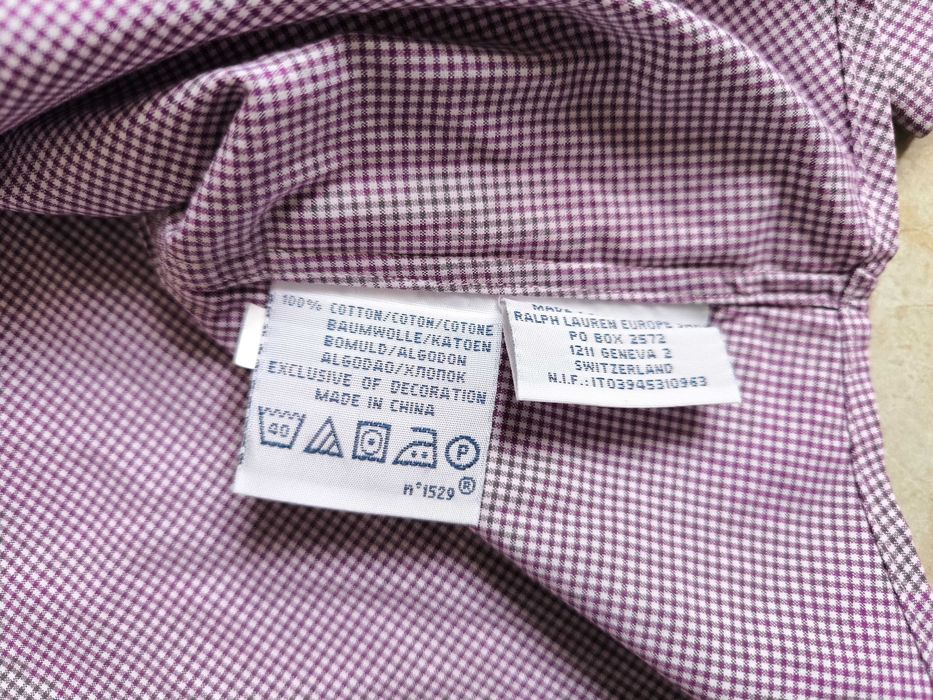 100% COTTON/COTON/COTONE
BAUMWOLLE/KATOEN
BOMULD/ALGODON
ALGODAO/ХЛОПОК
EXCLUSIVE OF DECORATION
MADE IN CHINA
40
P
n°1529 ®
MADE
RALPH LAUREN EUROPE
PO BOX 2572
1211 GENEVA 2
SWITZERLAND
N.I.F.:IT03945310963